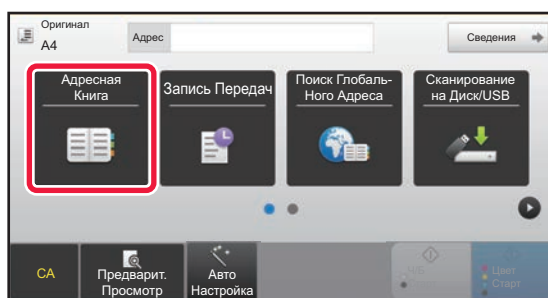 Оригинал
A4
Адрес
Сведения
Адресная
Книга
Запись Передач
Поиск Глобаль-
Ного Адреса
Сканирование
на Диск/USB
CA
Предварит.
Просмотр
Авто
Настройка
Ч/Б
Старт
Цвет
Старт